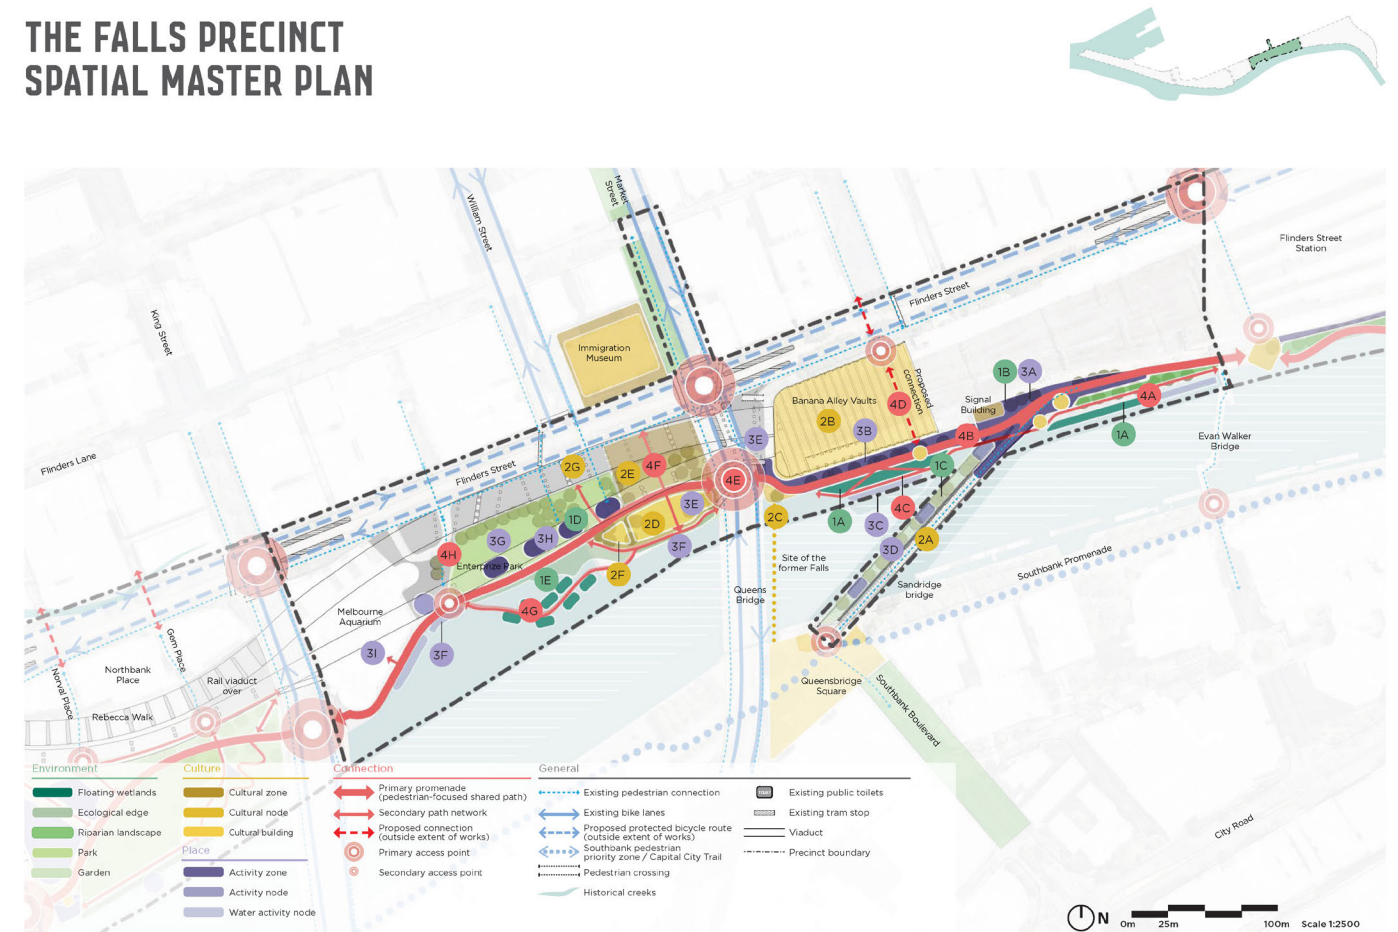 THE FALLS PRECINCT
SPATIAL MASTER PLAN
Market
Street
William Street
King Street
Flinders Street
Station
Flinders Street
Immigration
Museum
Banana Alley Vaults
Proposed
connection
Signal
Building
1B
3A
4A
4D
2B
3B
4B
1A
3E
Evan Walker
Bridge
Flinders Lane
Flinders Street
2G
2E
4F
4E
1C
3E
4C
1D
2D
2C
1A
3C
3G
3H
3F
3D
2A
4H
Enterprize Park
1E
2F
Site of the
former Falls
Southbank Promenade
Queens
Bridge
Sandridge
bridge
4G
Melbourne
Aquarium
3I
3F
Gem Place
Norval Place
Northbank
Place
Rail viaduct
over
Rebecca Walk
Queensbridge
Square
Southbank Boulevard
City Road
Environment
Floating wetlands
Ecological edge
Riparian landscape
Park
Garden
Culture
Cultural zone
Cultural node
Cultural building
Place
Activity zone
Activity node
Water activity node
Connection
Primary promenade
(pedestrian-focused shared path)
Secondary path network
Proposed connection
(outside extent of works)
Primary access point
Secondary access point
General
Existing pedestrian connection
Existing bike lanes
Proposed protected bicycle route
(outside extent of works)
Southbank pedestrian
priority zone / Capital City Trail
Pedestrian crossing
Historical creeks
Existing public toilets
Existing tram stop
Viaduct
Precinct boundary
N
0m
25m
100m
Scale 1:2500